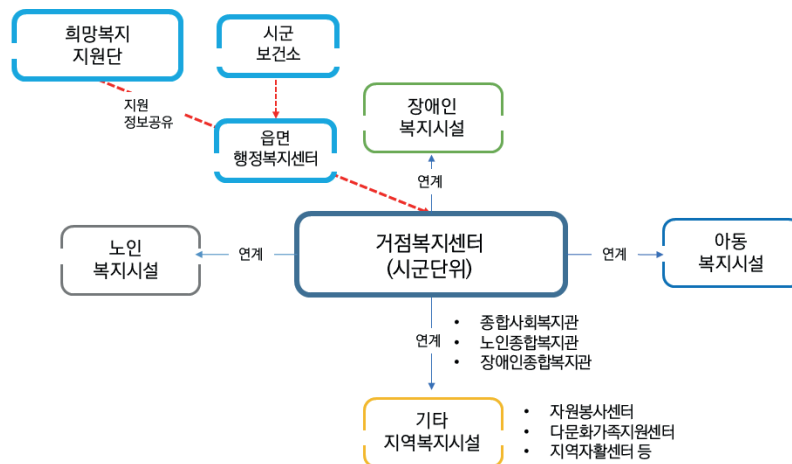 희망복지
지원단
시군
보건소
지원
정보공유
읍면
행정복지센터
장애인
복지시설
연계
노인
복지시설
연계
거점복지센터
(시군단위)
연계
아동
복지시설
연계
• 종합사회복지관
• 노인종합복지관
• 장애인종합복지관
기타
지역복지시설
• 자원봉사센터
• 다문화가족지원센터
• 지역자활센터 등